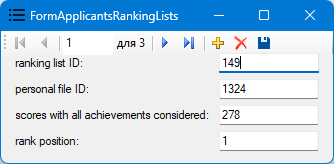 FormApplicantsRankingLists
1 для 3
ranking list ID: 149
personal file ID: 1324
scores with all achievements considered: 278
rank position: 1